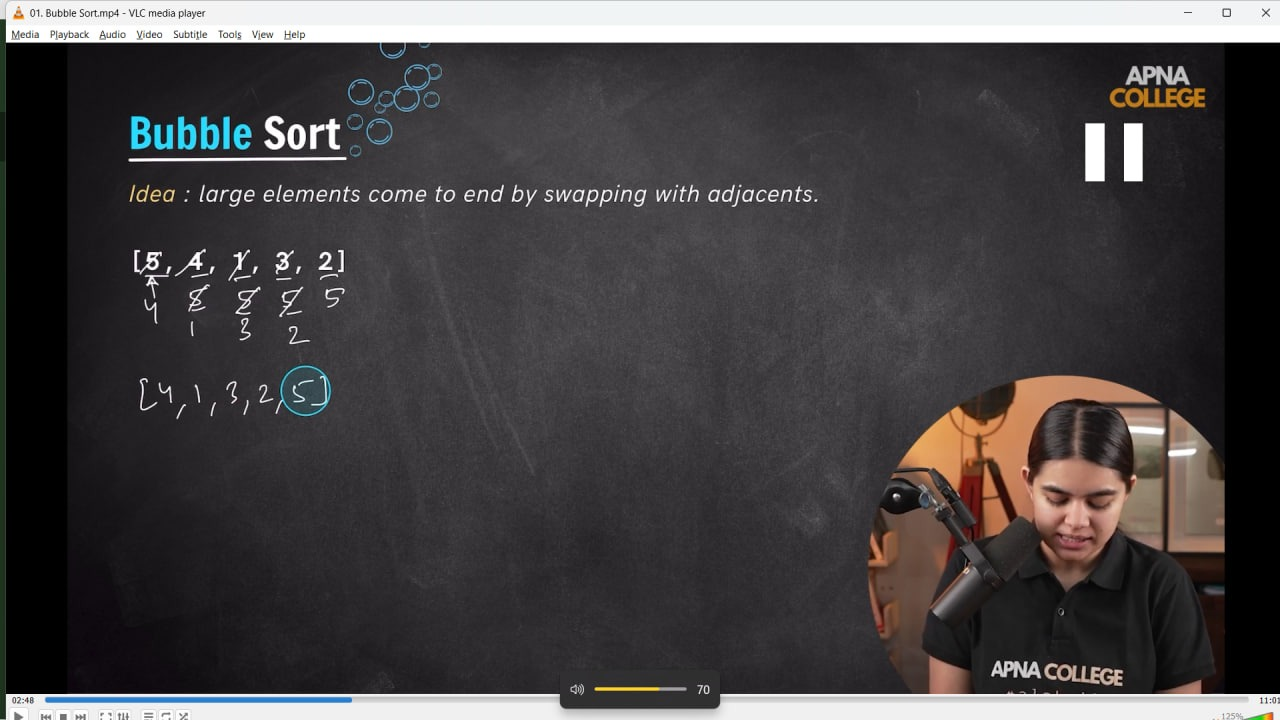 01. Bubble Sort.mp4 - VLC media player
Media Playback Audio Video Subtitle Tools View Help
APNA
COLLEGE
Bubble Sort
Idea : large elements come to end by swapping with adjacents.
[5, 4, 1, 3, 2]
4 5 5 5 5
1 3 2
[4, 1, 3, 2, 5]
APNA COLLEGE
02:48
70
11:01
125%